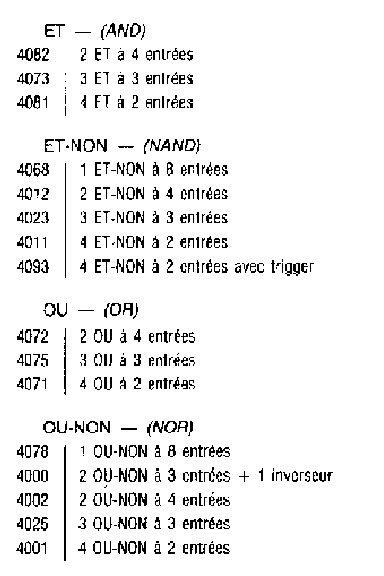 ET — (AND)
4082 2 ET à 4 entrées
4073 3 ET à 3 entrées
4081 4 ET à 2 entrées
ET-NON — (NAND)
4068 1 ET-NON à 8 entrées
4012 2 ET-NON à 4 entrées
4023 3 ET-NON à 3 entrées
4011 4 ET-NON à 2 entrées
4093 4 ET-NON à 2 entrées avec trigger
OU — (OR)
4072 2 OU à 4 entrées
4075 3 OU à 3 entrées
4071 4 OU à 2 entrées
OU-NON — (NOR)
4078 1 OU-NON à 8 entrées
4000 2 OU-NON à 3 entrées + 1 inverseur
4002 2 OU-NON à 4 entrées
4025 3 OU-NON à 3 entrées
4001 4 OU-NON à 2 entrées